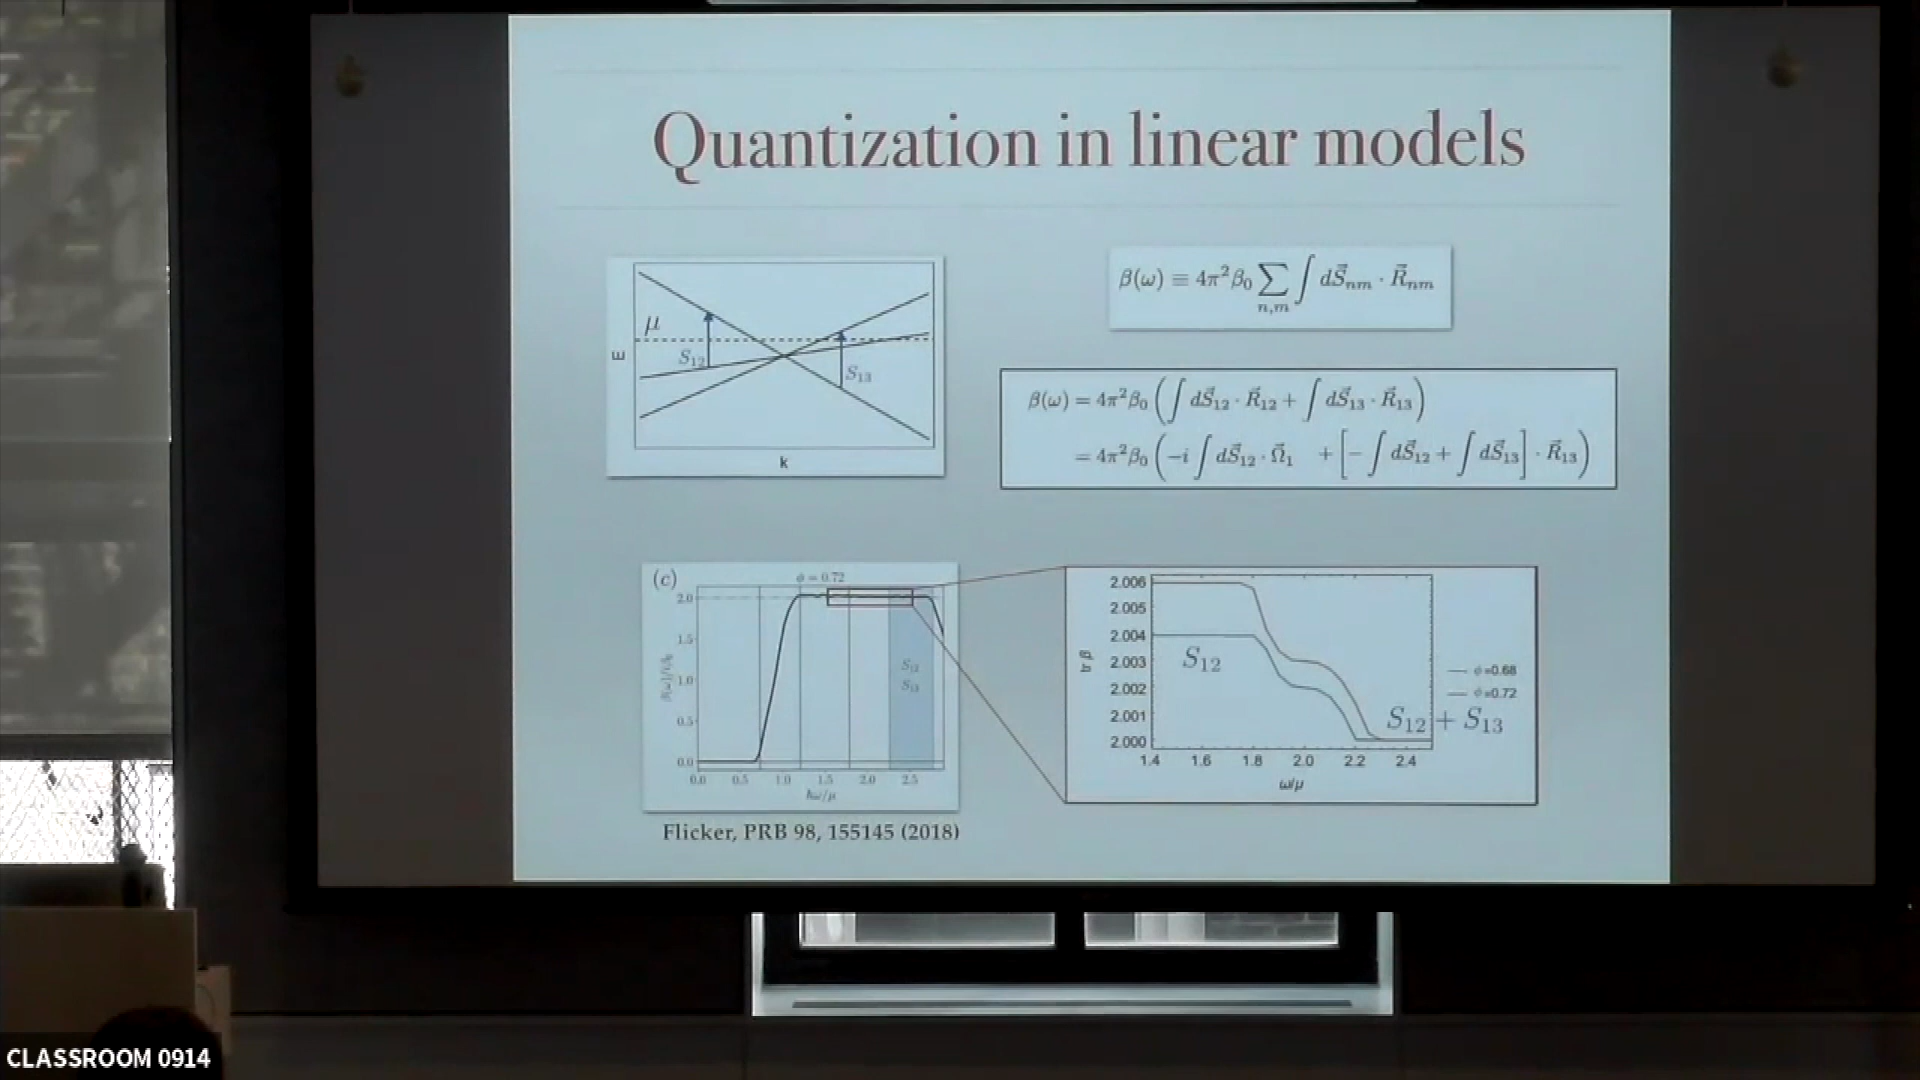 Quantization in linear models
μ
E
S₁₂
S₁₃
k
β(ω) ≡ 4π²β₀ ∑ₙ,ₘ ∫ dS⃗ₙₘ · R⃗ₙₘ
β(ω) = 4π²β₀ (∫ dS⃗₁₂ · R⃗₁₂ + ∫ dS⃗₁₃ · R⃗₁₃)
= 4π²β₀ (−i ∫ dS⃗₁₂ · Ω⃗₁ + [−∫ dS⃗₁₂ + ∫ dS⃗₁₃] · R⃗₁₃)
(c)
ϕ = 0.72
2.0
1.5
1.0
0.5
0.0
S₁₂
S₁₃
0.0 0.5 1.0 1.5 2.0 2.5
ħω/μ
Flicker, PRB 98, 155145 (2018)
2.006
2.005
2.004
2.003
2.002
2.001
2.000
tr β
S₁₂
ϕ=0.68
ϕ=0.72
S₁₂ + S₁₃
1.4 1.6 1.8 2.0 2.2 2.4
ω/μ
CLASSROOM 0914